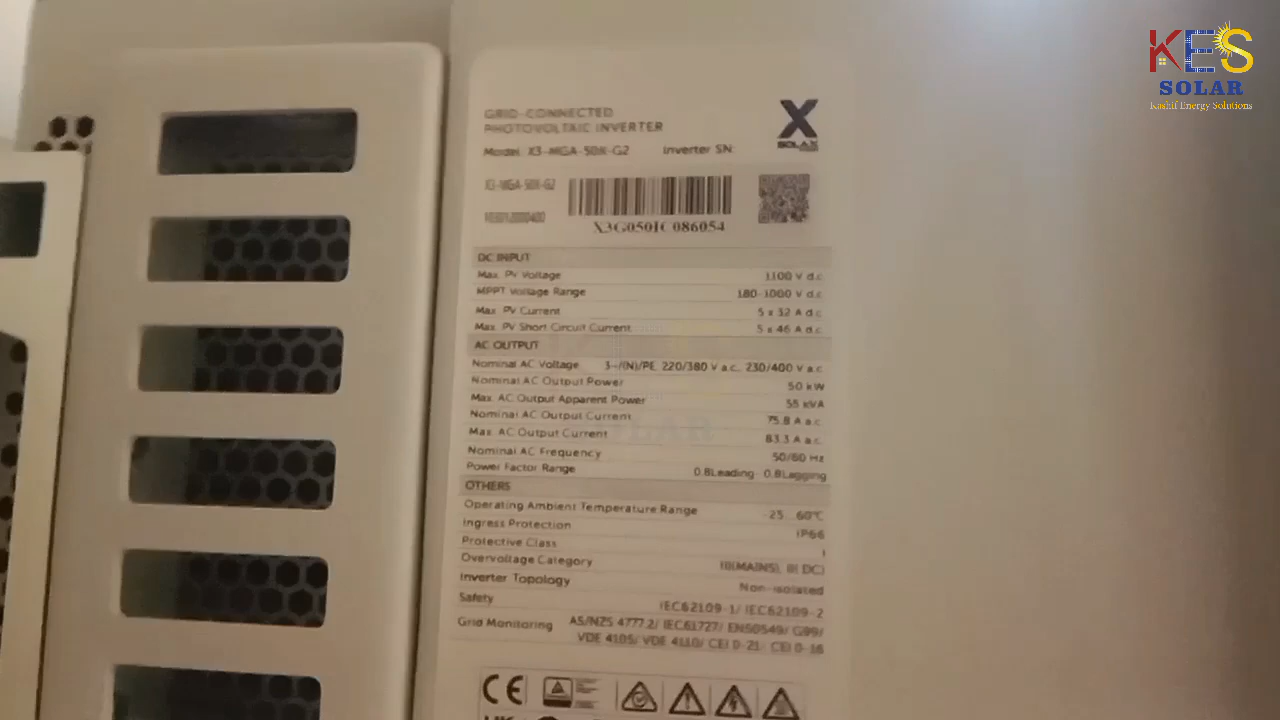 KES
SOLAR
Kashif Energy Solutions
GRID-CONNECTED
PHOTOVOLTAIC INVERTER
X
SOLAX
Model: X3-MGA-50K-G2 Inverter SN:
X3-MGA-50K-G2
X3G050IC086054
DC INPUT
Max. PV Voltage 1100 V d.c.
MPPT Voltage Range 180-1000 V d.c.
Max. PV Current 5 x 32 A d.c.
Max. PV Short Circuit Current 5 x 46 A d.c.
AC OUTPUT
Nominal AC Voltage 3~/(N)/PE, 220/380 V a.c., 230/400 V a.c.
Nominal AC Output Power 50 kW
Max. AC Output Apparent Power 55 kVA
Nominal AC Output Current 75.8 A a.c.
Max. AC Output Current 83.3 A a.c.
Nominal AC Frequency 50/60 Hz
Power Factor Range 0.8Leading - 0.8Lagging
OTHERS
Operating Ambient Temperature Range -25...60℃
Ingress Protection IP66
Protective Class I
Overvoltage Category III(MAINS), II( DC)
Inverter Topology Non-isolated
Safety IEC62109-1/ IEC62109-2
Grid Monitoring AS/NZS 4777.2/ IEC61727/ EN50549/ G99/
VDE 4105/ VDE 4110/ CEI 0-21/ CEI 0-16
CE